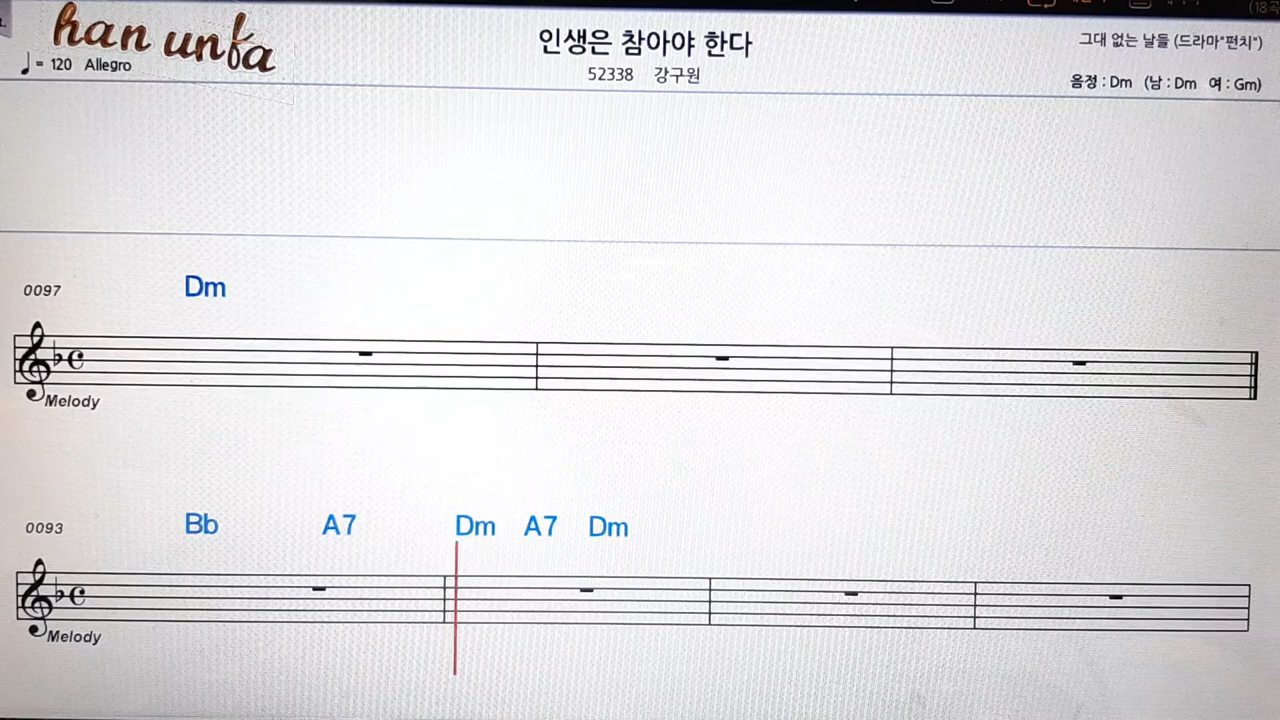 han unfa
♩ = 120 Allegro
인생은 참아야 한다
52338 강구원
그대 없는 날들 (드라마"펀치")
음정 : Dm (남 : Dm 여 : Gm)
0097 Dm
Melody
0093 Bb A7 Dm A7 Dm
Melody